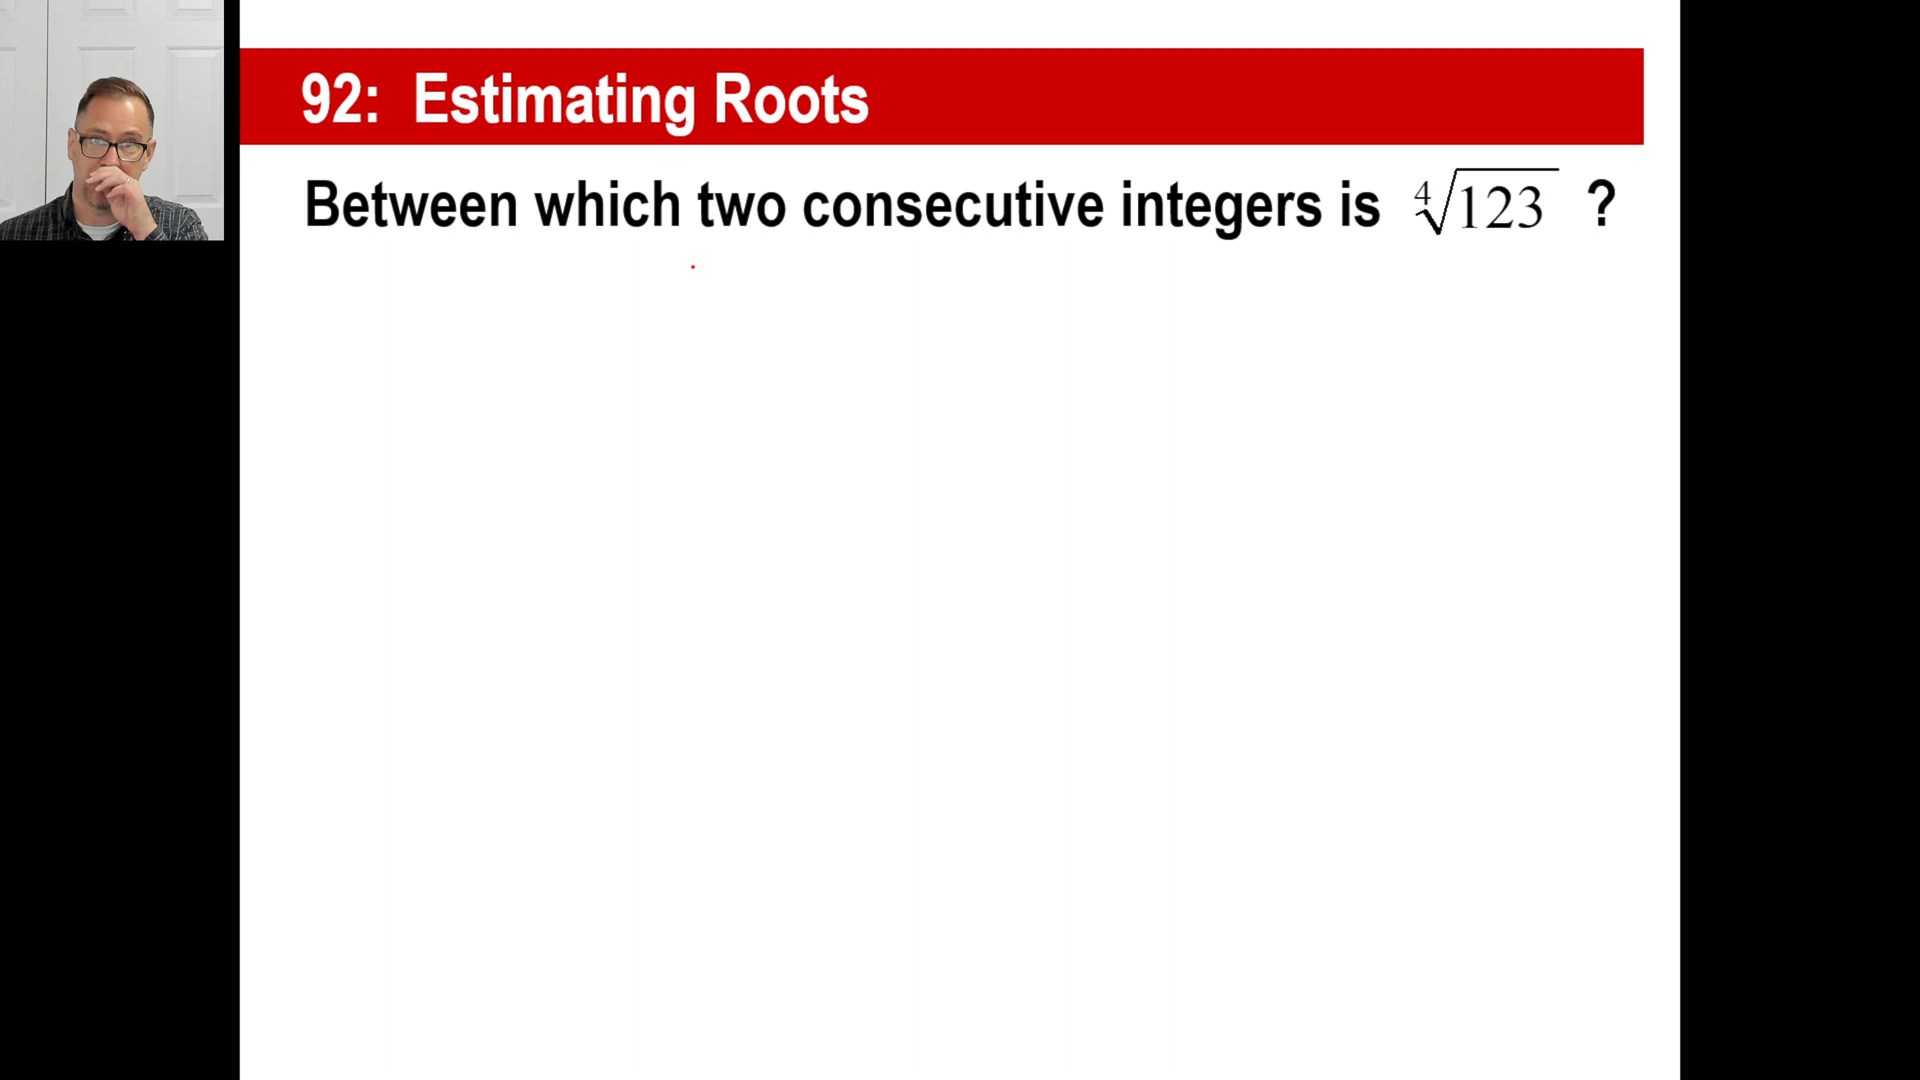 92: Estimating Roots
Between which two consecutive integers is ∜123 ?